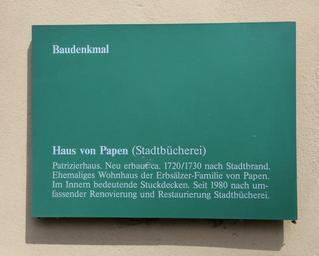 Baudenkmal
Haus von Papen (Stadtbücherei)
Patrizierhaus. Neu erbaut ca. 1720/1730 nach Stadtbrand.
Ehemaliges Wohnhaus der Erbsälzer-Familie von Papen.
Im Innern bedeutende Stuckdecken. Seit 1980 nach um-
fassender Renovierung und Restaurierung Stadtbücherei.